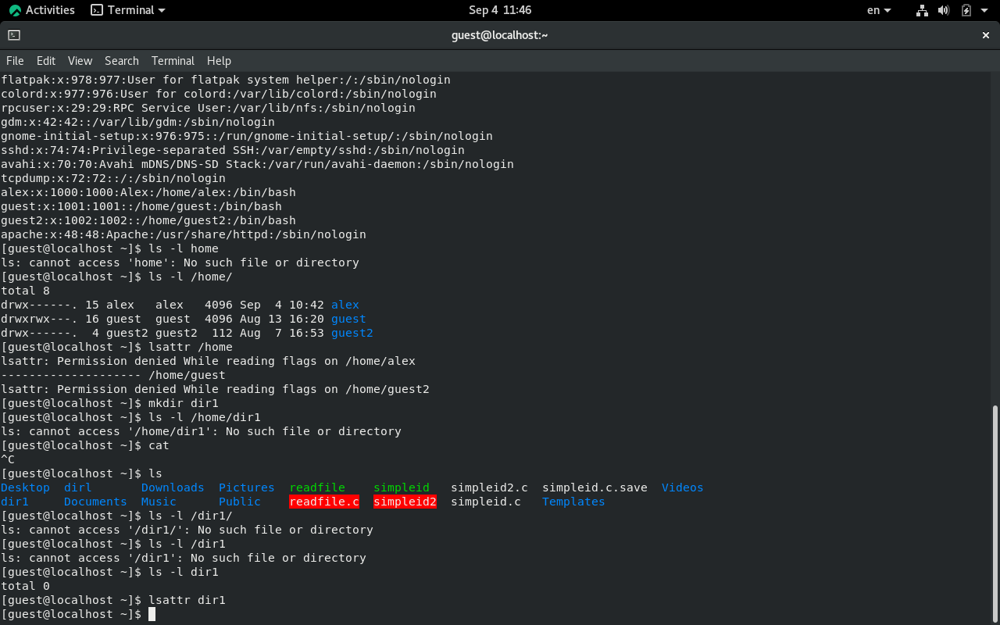 Activities Terminal Sep 4 11:46 en
guest@localhost:~ ×
File Edit View Search Terminal Help
flatpak:x:978:977:User for flatpak system helper:/:/sbin/nologin
colord:x:977:976:User for colord:/var/lib/colord:/sbin/nologin
rpcuser:x:29:29:RPC Service User:/var/lib/nfs:/sbin/nologin
gdm:x:42:42::/var/lib/gdm:/sbin/nologin
gnome-initial-setup:x:976:975::/run/gnome-initial-setup/:/sbin/nologin
sshd:x:74:74:Privilege-separated SSH:/var/empty/sshd:/sbin/nologin
avahi:x:70:70:Avahi mDNS/DNS-SD Stack:/var/run/avahi-daemon:/sbin/nologin
tcpdump:x:72:72::/:/sbin/nologin
alex:x:1000:1000:Alex:/home/alex:/bin/bash
guest:x:1001:1001::/home/guest:/bin/bash
guest2:x:1002:1002::/home/guest2:/bin/bash
apache:x:48:48:Apache:/usr/share/httpd:/sbin/nologin
[guest@localhost ~]$ ls -l home
ls: cannot access 'home': No such file or directory
[guest@localhost ~]$ ls -l /home/
total 8
drwx------. 15 alex   alex   4096 Sep  4 10:42 alex
drwxrwx---. 16 guest  guest  4096 Aug 13 16:20 guest
drwx------.  4 guest2 guest2  112 Aug  7 16:53 guest2
[guest@localhost ~]$ lsattr /home
lsattr: Permission denied While reading flags on /home/alex
-------------------- /home/guest
lsattr: Permission denied While reading flags on /home/guest2
[guest@localhost ~]$ mkdir dir1
[guest@localhost ~]$ ls -l /home/dir1
ls: cannot access '/home/dir1': No such file or directory
[guest@localhost ~]$ cat
^C
[guest@localhost ~]$ ls
Desktop  dirl       Downloads  Pictures  readfile    simpleid   simpleid2.c  simpleid.c.save  Videos
dir1     Documents  Music      Public    readfile.c  simpleid2  simpleid.c   Templates
[guest@localhost ~]$ ls -l /dir1/
ls: cannot access '/dir1/': No such file or directory
[guest@localhost ~]$ ls -l /dir1
ls: cannot access '/dir1': No such file or directory
[guest@localhost ~]$ ls -l dir1
total 0
[guest@localhost ~]$ lsattr dir1
[guest@localhost ~]$